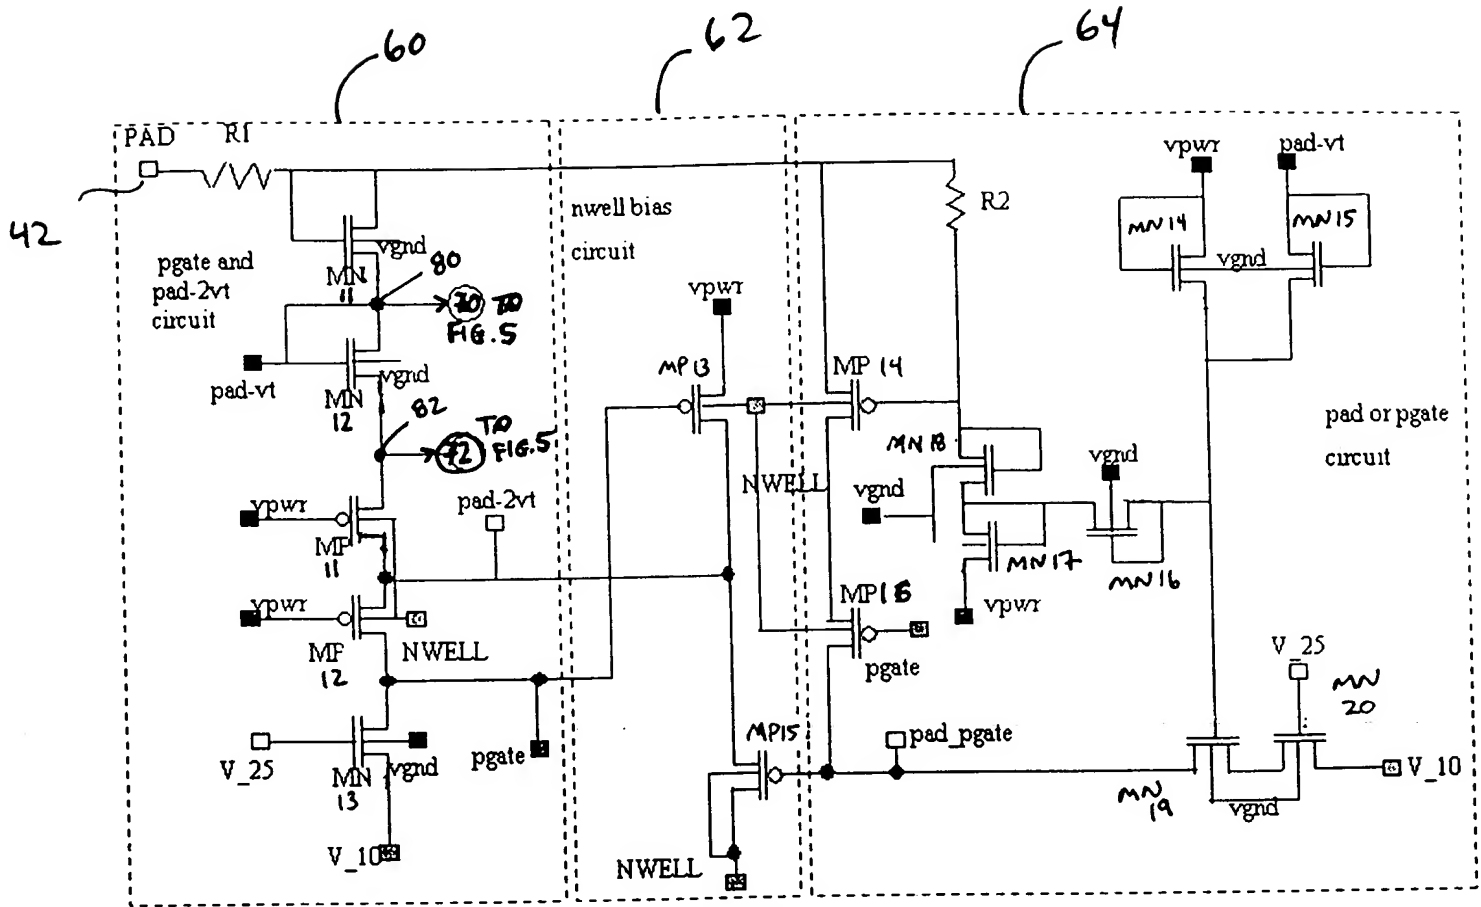 60
62
64
PAD
R1
42
vgnd
MN
11
pgate and
pad-2vt
circuit
80
70 TO
FIG.5
pad-vt
vgnd
MN
12
82
72
TO
FIG.5
vpwr
MP
11
pad-2vt
vpwr
MP
12
NWELL
V_25
MN
13
vgnd
pgate
V_10
nwell bias
circuit
vpwr
MP13
NWELL
MP15
NWELL
R2
MP 14
MN18
vgnd
MN17
vpwr
vgnd
MN16
MP16
pgate
pad_pgate
vpwr
pad-vt
MN14
MN15
vgnd
pad or pgate
circuit
V_25
MN
20
MN
19
vgnd
V_10